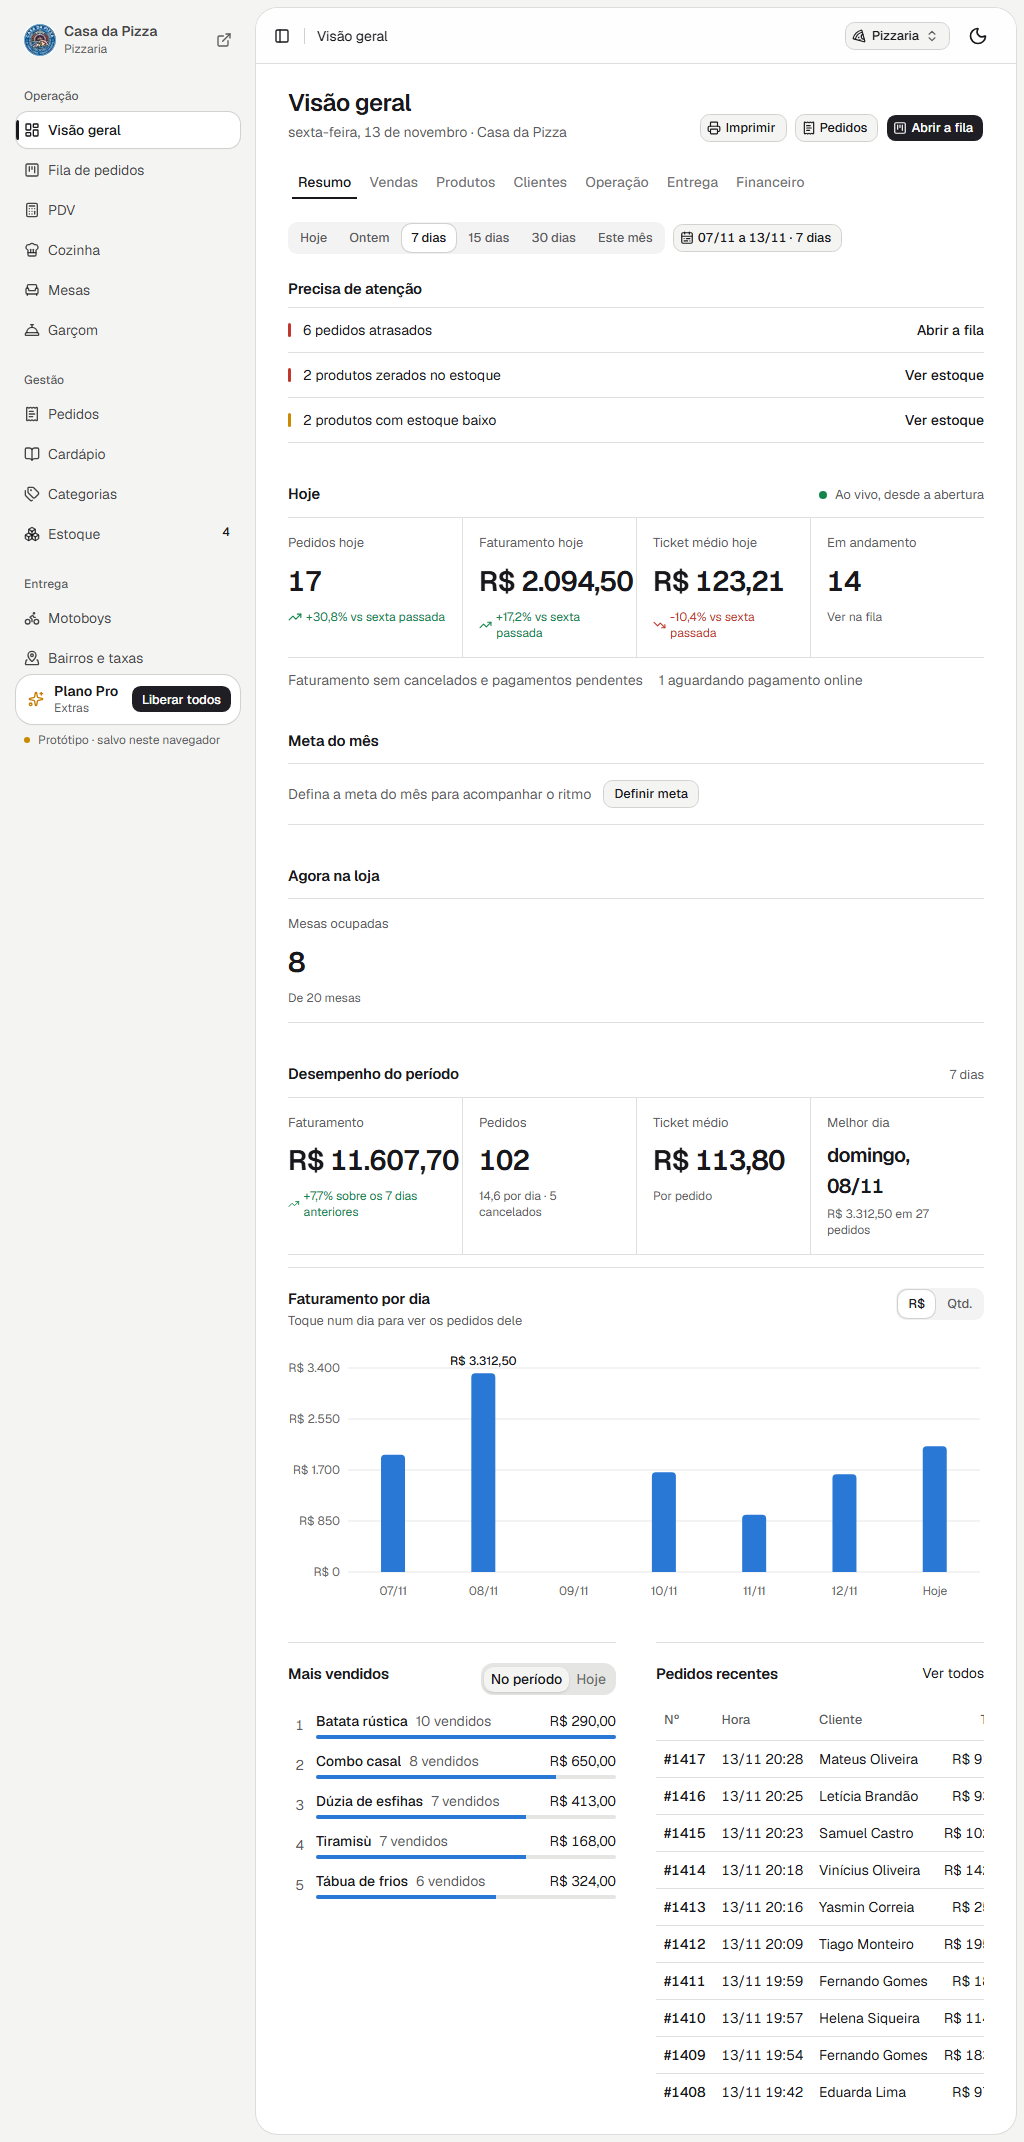 Casa da Pizza
Pizzaria
Operação
Visão geral
Fila de pedidos
PDV
Cozinha
Mesas
Garçom
Gestão
Pedidos
Cardápio
Categorias
Estoque 4
Entrega
Motoboys
Bairros e taxas
Plano Pro
Extras
Liberar todos
Protótipo · salvo neste navegador
Visão geral
Pizzaria
Visão geral
sexta-feira, 13 de novembro · Casa da Pizza
Imprimir Pedidos Abrir a fila
Resumo Vendas Produtos Clientes Operação Entrega Financeiro
Hoje Ontem 7 dias 15 dias 30 dias Este mês 07/11 a 13/11 · 7 dias
Precisa de atenção
6 pedidos atrasados Abrir a fila
2 produtos zerados no estoque Ver estoque
2 produtos com estoque baixo Ver estoque
Hoje Ao vivo, desde a abertura
Pedidos hoje
17
+30,8% vs sexta passada
Faturamento hoje
R$ 2.094,50
+17,2% vs sexta
passada
Ticket médio hoje
R$ 123,21
-10,4% vs sexta
passada
Em andamento
14
Ver na fila
Faturamento sem cancelados e pagamentos pendentes 1 aguardando pagamento online
Meta do mês
Defina a meta do mês para acompanhar o ritmo Definir meta
Agora na loja
Mesas ocupadas
8
De 20 mesas
Desempenho do período 7 dias
Faturamento
R$ 11.607,70
+7,7% sobre os 7 dias
anteriores
Pedidos
102
14,6 por dia · 5
cancelados
Ticket médio
R$ 113,80
Por pedido
Melhor dia
domingo,
08/11
R$ 3.312,50 em 27
pedidos
Faturamento por dia
Toque num dia para ver os pedidos dele
R$ Qtd.
R$ 3.312,50
R$ 3.400
R$ 2.550
R$ 1.700
R$ 850
R$ 0
07/11 08/11 09/11 10/11 11/11 12/11 Hoje
Mais vendidos No período Hoje
1 Batata rústica 10 vendidos R$ 290,00
2 Combo casal 8 vendidos R$ 650,00
3 Dúzia de esfihas 7 vendidos R$ 413,00
4 Tiramisù 7 vendidos R$ 168,00
5 Tábua de frios 6 vendidos R$ 324,00
Pedidos recentes Ver todos
Nº Hora Cliente
#1417 13/11 20:28 Mateus Oliveira R$ 9
#1416 13/11 20:25 Letícia Brandão R$ 9
#1415 13/11 20:23 Samuel Castro R$ 10
#1414 13/11 20:18 Vinícius Oliveira R$ 14
#1413 13/11 20:16 Yasmin Correia R$ 2
#1412 13/11 20:09 Tiago Monteiro R$ 19
#1411 13/11 19:59 Fernando Gomes R$ 1
#1410 13/11 19:57 Helena Siqueira R$ 11
#1409 13/11 19:54 Fernando Gomes R$ 18
#1408 13/11 19:42 Eduarda Lima R$ 9